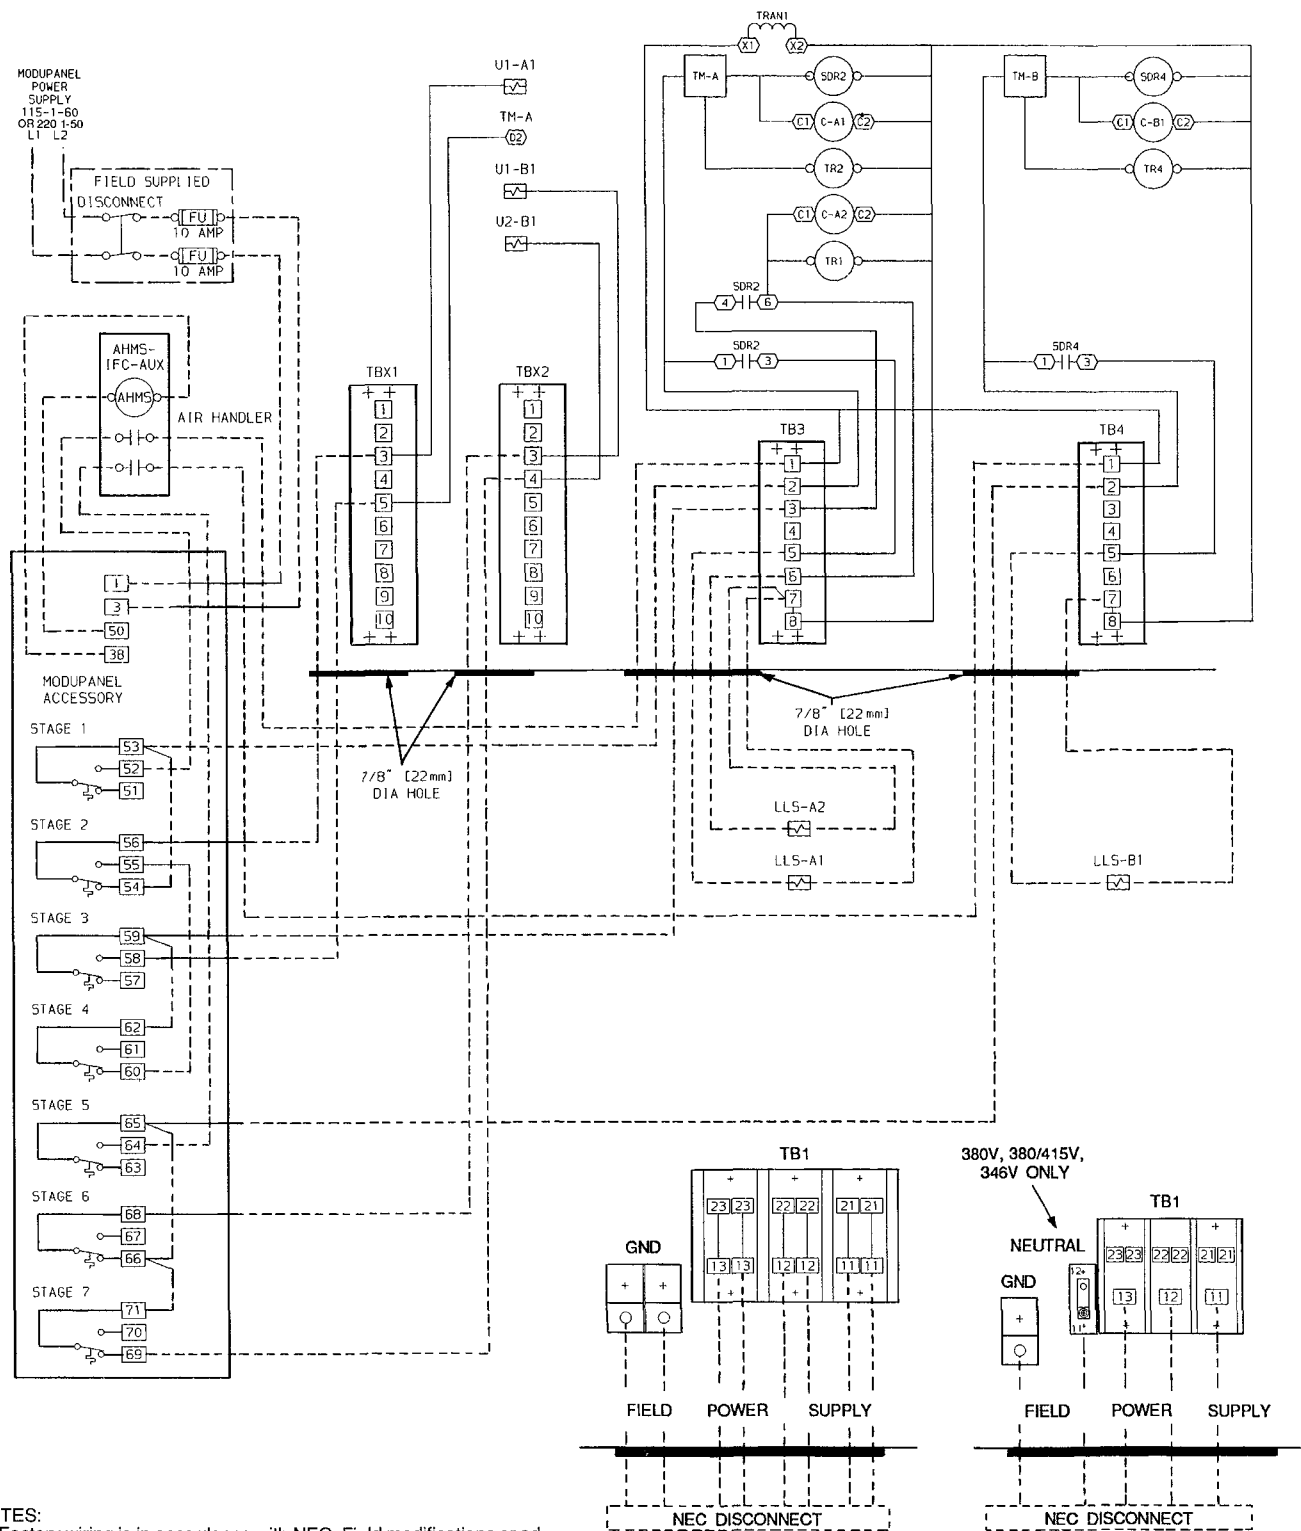 MODUPANEL
POWER
SUPPLY
115-1-60
OR 220 1-50
L1 L2
FIELD SUPPLIED
DISCONNECT
FU
10 AMP
FU
10 AMP
AHMS-
IFC-AUX
AHMS
AIR HANDLER
1
3
50
38
MODUPANEL
ACCESSORY
STAGE 1
53
52
51
STAGE 2
56
55
54
STAGE 3
59
58
57
STAGE 4
62
61
60
STAGE 5
65
64
63
STAGE 6
68
67
66
STAGE 7
71
70
69
U1-A1
TM-A
D2
U1-B1
U2-B1
TBX1
1
2
3
4
5
6
7
8
9
10
TBX2
1
2
3
4
5
6
7
8
9
10
7/8" [22mm]
DIA HOLE
TRAN1
X1 X2
TM-A
SDR2
C1 C-A1 C2
TR2
C1 C-A2 C2
TR1
SDR2
4 6
SDR2
1 3
TM-B
SDR4
C1 C-B1 C2
TR4
SDR4
1 3
TB3
1
2
3
4
5
6
7
8
TB4
1
2
3
4
5
6
7
8
7/8" [22mm]
DIA HOLE
LLS-A2
LLS-A1
LLS-B1
TB1
23 23 22 22 21 21
13 13 12 12 11 11
GND
FIELD POWER SUPPLY
NEC DISCONNECT
380V, 380/415V,
346V ONLY
NEUTRAL
GND
12
11
TB1
23 23 22 22 21 21
13 12 11
FIELD POWER SUPPLY
NEC DISCONNECT
TES: